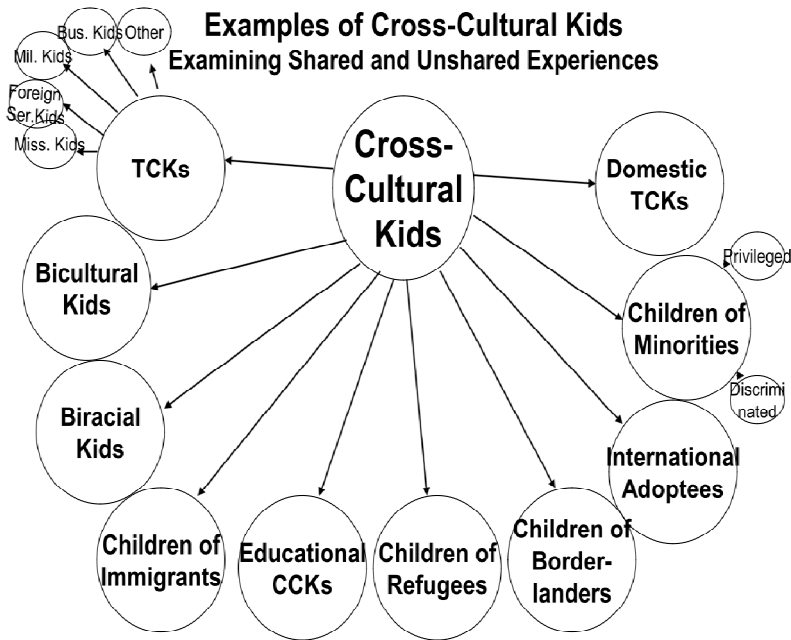 Examples of Cross-Cultural Kids
Examining Shared and Unshared Experiences
Bus. Kids
Other
Mil. Kids
Foreign
Ser.Kids
Miss. Kids
TCKs
Cross-
Cultural
Kids
Domestic
TCKs
Privileged
Bicultural
Kids
Children of
Minorities
Discrimi
nated
Biracial
Kids
International
Adoptees
Children of
Immigrants
Educational
CCKs
Children of
Refugees
Children of
Border-
landers